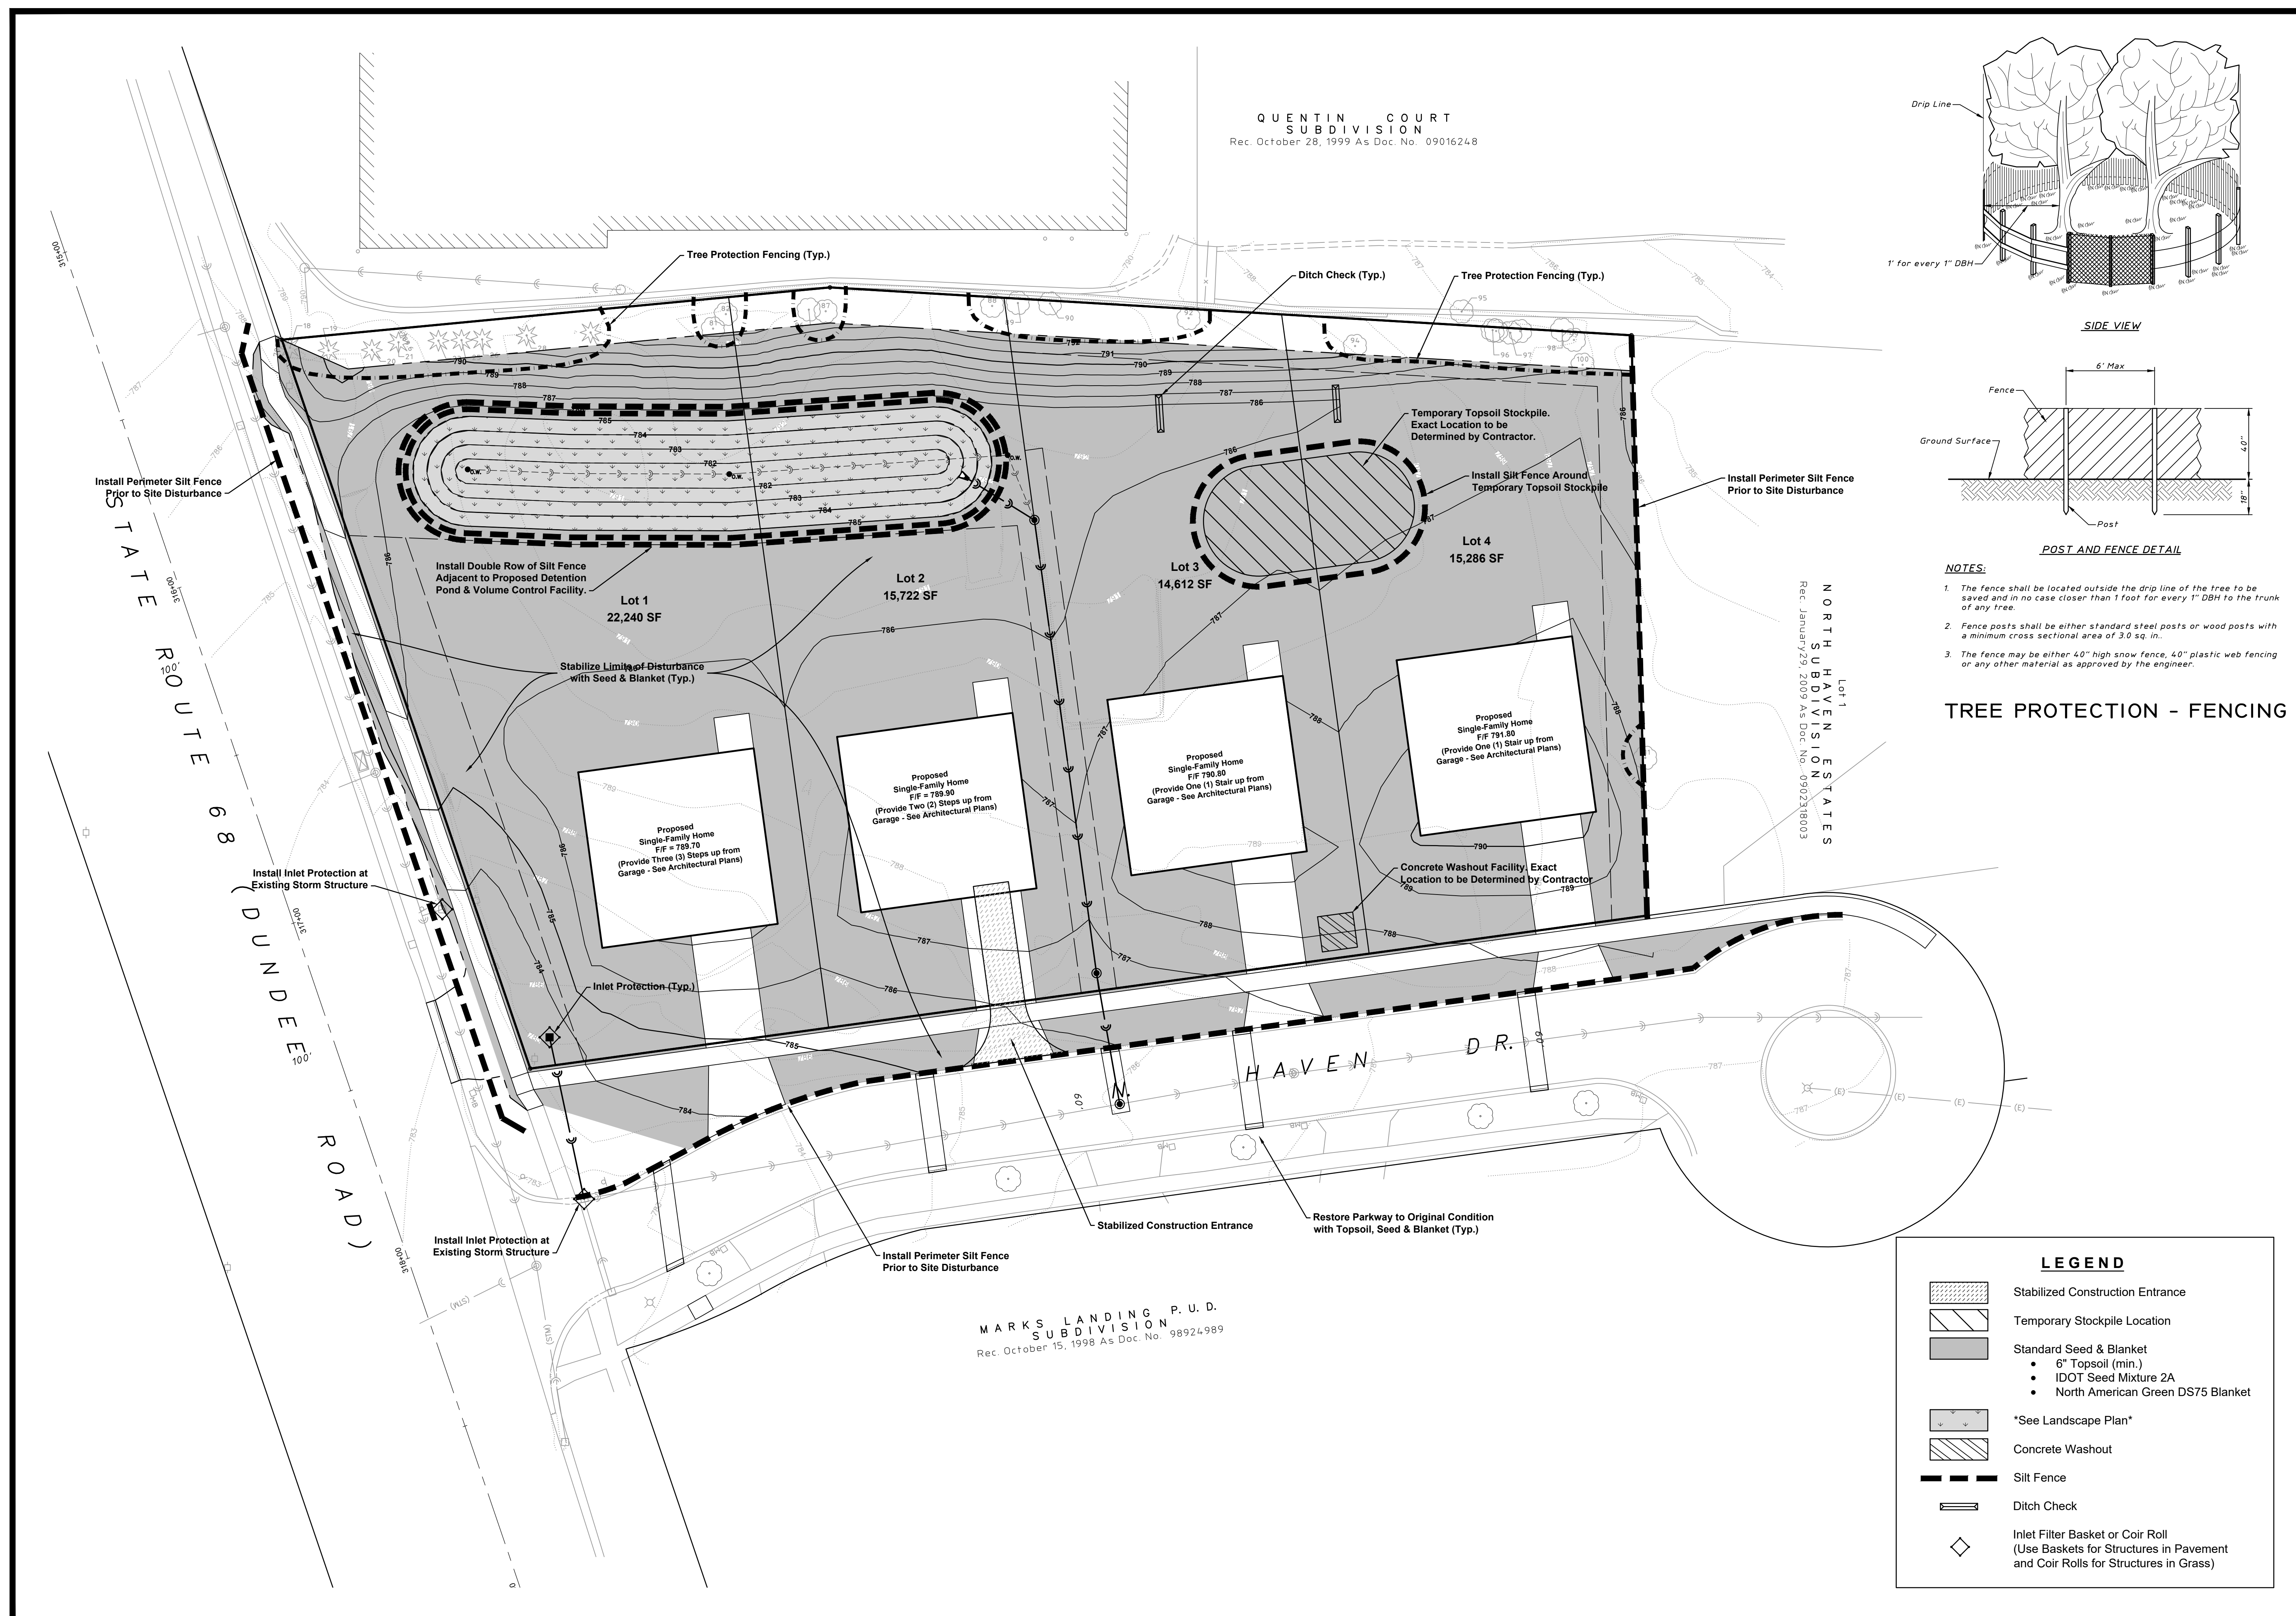 QUENTIN COURT
SUBDIVISION
Rec. October 28, 1999 As Doc. No. 09016248
Tree Protection Fencing (Typ.)
Ditch Check (Typ.)
Tree Protection Fencing (Typ.)
Install Perimeter Silt Fence
Prior to Site Disturbance
Temporary Topsoil Stockpile.
Exact Location to be
Determined by Contractor.
Install Silt Fence Around
Temporary Topsoil Stockpile
Install Perimeter Silt Fence
Prior to Site Disturbance
Install Double Row of Silt Fence
Adjacent to Proposed Detention
Pond & Volume Control Facility.
Lot 1
22,240 SF
Lot 2
15,722 SF
Lot 3
14,612 SF
Lot 4
15,286 SF
Stabilize Limits of Disturbance
with Seed & Blanket (Typ.)
Proposed
Single-Family Home
F/F = 789.70
(Provide Three (3) Steps up from
Garage - See Architectural Plans)
Proposed
Single-Family Home
F/F = 789.90
(Provide Two (2) Steps up from
Garage - See Architectural Plans)
Proposed
Single-Family Home
F/F 790.80
(Provide One (1) Stair up from
Garage - See Architectural Plans)
Proposed
Single-Family Home
F/F 791.80
(Provide One (1) Stair up from
Garage - See Architectural Plans)
Concrete Washout Facility. Exact
Location to be Determined by Contractor
Install Inlet Protection at
Existing Storm Structure
Inlet Protection (Typ.)
Install Inlet Protection at
Existing Storm Structure
Stabilized Construction Entrance
Install Perimeter Silt Fence
Prior to Site Disturbance
Restore Parkway to Original Condition
with Topsoil, Seed & Blanket (Typ.)
STATE ROUTE 68 (DUNDEE ROAD)
315+00
316+00
317+00
318+00
100'
100'
N. HAVEN DR.
60'
60'
MARKS LANDING P.U.D.
SUBDIVISION
Rec. October 15, 1998 As Doc. No. 98924989
Lot 1
NORTH HAVEN ESTATES
SUBDIVISION
Rec. January 29, 2009 As Doc. No. 0902318003
Drip Line
1' for every 1" DBH
SIDE VIEW
6' Max
Fence
Ground Surface
40"
18"
Post
POST AND FENCE DETAIL
NOTES:
1. The fence shall be located outside the drip line of the tree to be
saved and in no case closer than 1 foot for every 1" DBH to the trunk
of any tree.
2. Fence posts shall be either standard steel posts or wood posts with
a minimum cross sectional area of 3.0 sq. in..
3. The fence may be either 40" high snow fence, 40" plastic web fencing
or any other material as approved by the engineer.
TREE PROTECTION - FENCING
LEGEND
Stabilized Construction Entrance
Temporary Stockpile Location
Standard Seed & Blanket
• 6" Topsoil (min.)
• IDOT Seed Mixture 2A
• North American Green DS75 Blanket
*See Landscape Plan*
Concrete Washout
Silt Fence
Ditch Check
Inlet Filter Basket or Coir Roll
(Use Baskets for Structures in Pavement
and Coir Rolls for Structures in Grass)